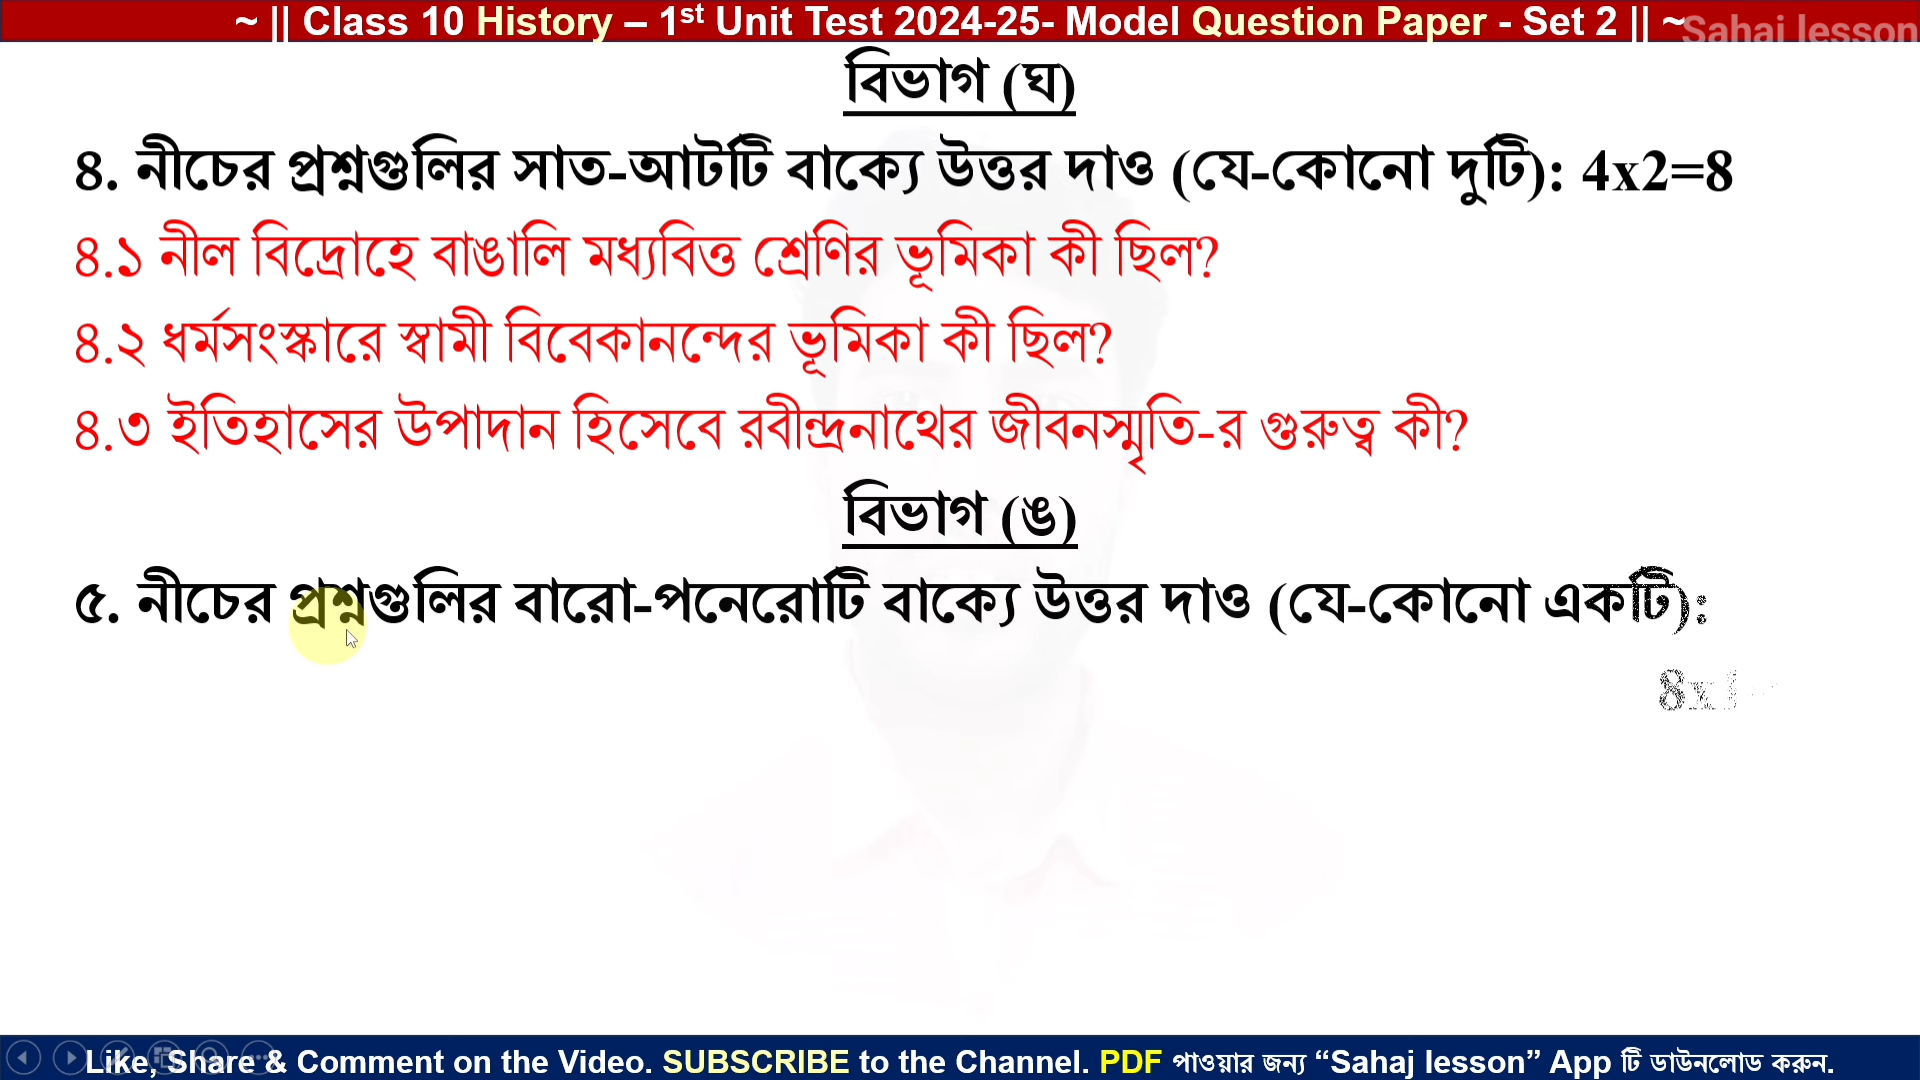 ~ || Class 10 History – 1st Unit Test 2024-25- Model Question Paper - Set 2 || ~
Sahaj lesson
বিভাগ (ঘ)
৪. নীচের প্রশ্নগুলির সাত-আটটি বাক্যে উত্তর দাও (যে-কোনো দুটি): 4x2=8
৪.১ নীল বিদ্রোহে বাঙালি মধ্যবিত্ত শ্রেণির ভূমিকা কী ছিল?
৪.২ ধর্মসংস্কারে স্বামী বিবেকানন্দের ভূমিকা কী ছিল?
৪.৩ ইতিহাসের উপাদান হিসেবে রবীন্দ্রনাথের জীবনস্মৃতি-র গুরুত্ব কী?
বিভাগ (ঙ)
৫. নীচের প্রশ্নগুলির বারো-পনেরোটি বাক্যে উত্তর দাও (যে-কোনো একটি):
Like, Share & Comment on the Video. SUBSCRIBE to the Channel. PDF পাওয়ার জন্য “Sahaj lesson” App টি ডাউনলোড করুন.